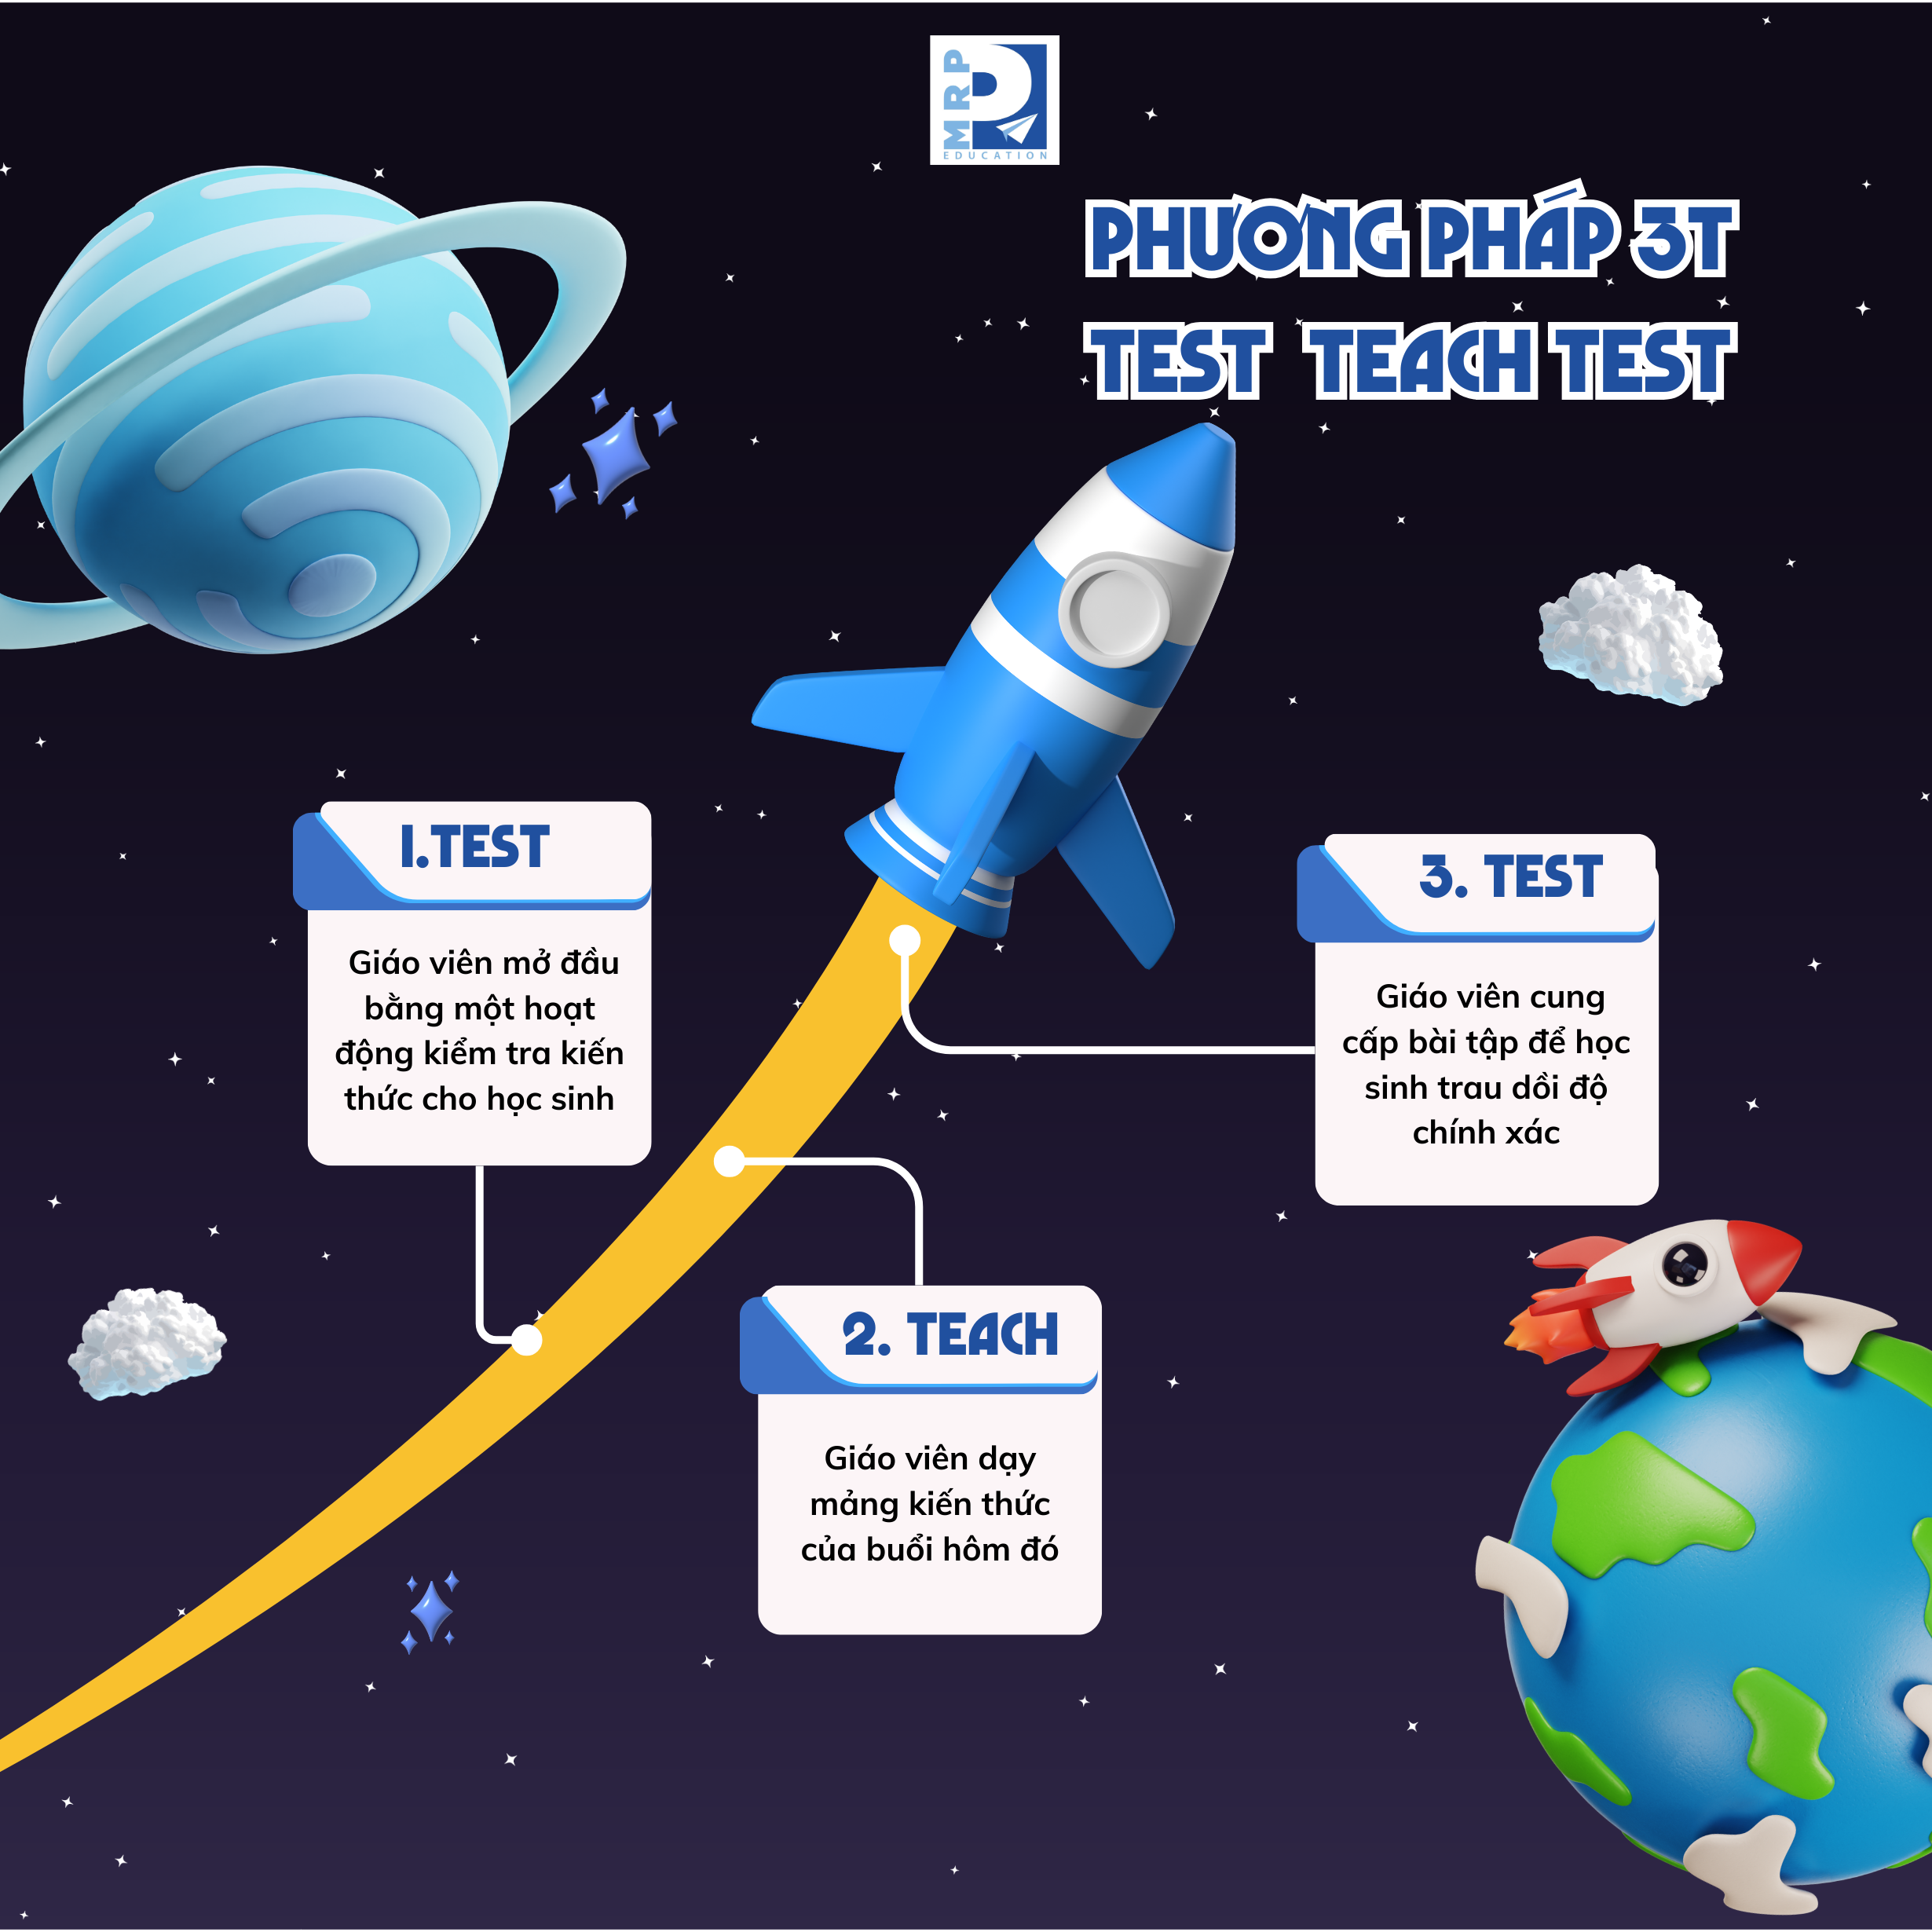 MRP
EDUCATION
PHƯƠNG PHÁP 3T
TEST TEACH TEST
1.TEST
Giáo viên mở đầu
bằng một hoạt
động kiểm tra kiến
thức cho học sinh
2. TEACH
Giáo viên dạy
mảng kiến thức
của buổi hôm đó
3. TEST
Giáo viên cung
cấp bài tập để học
sinh trau dồi độ
chính xác